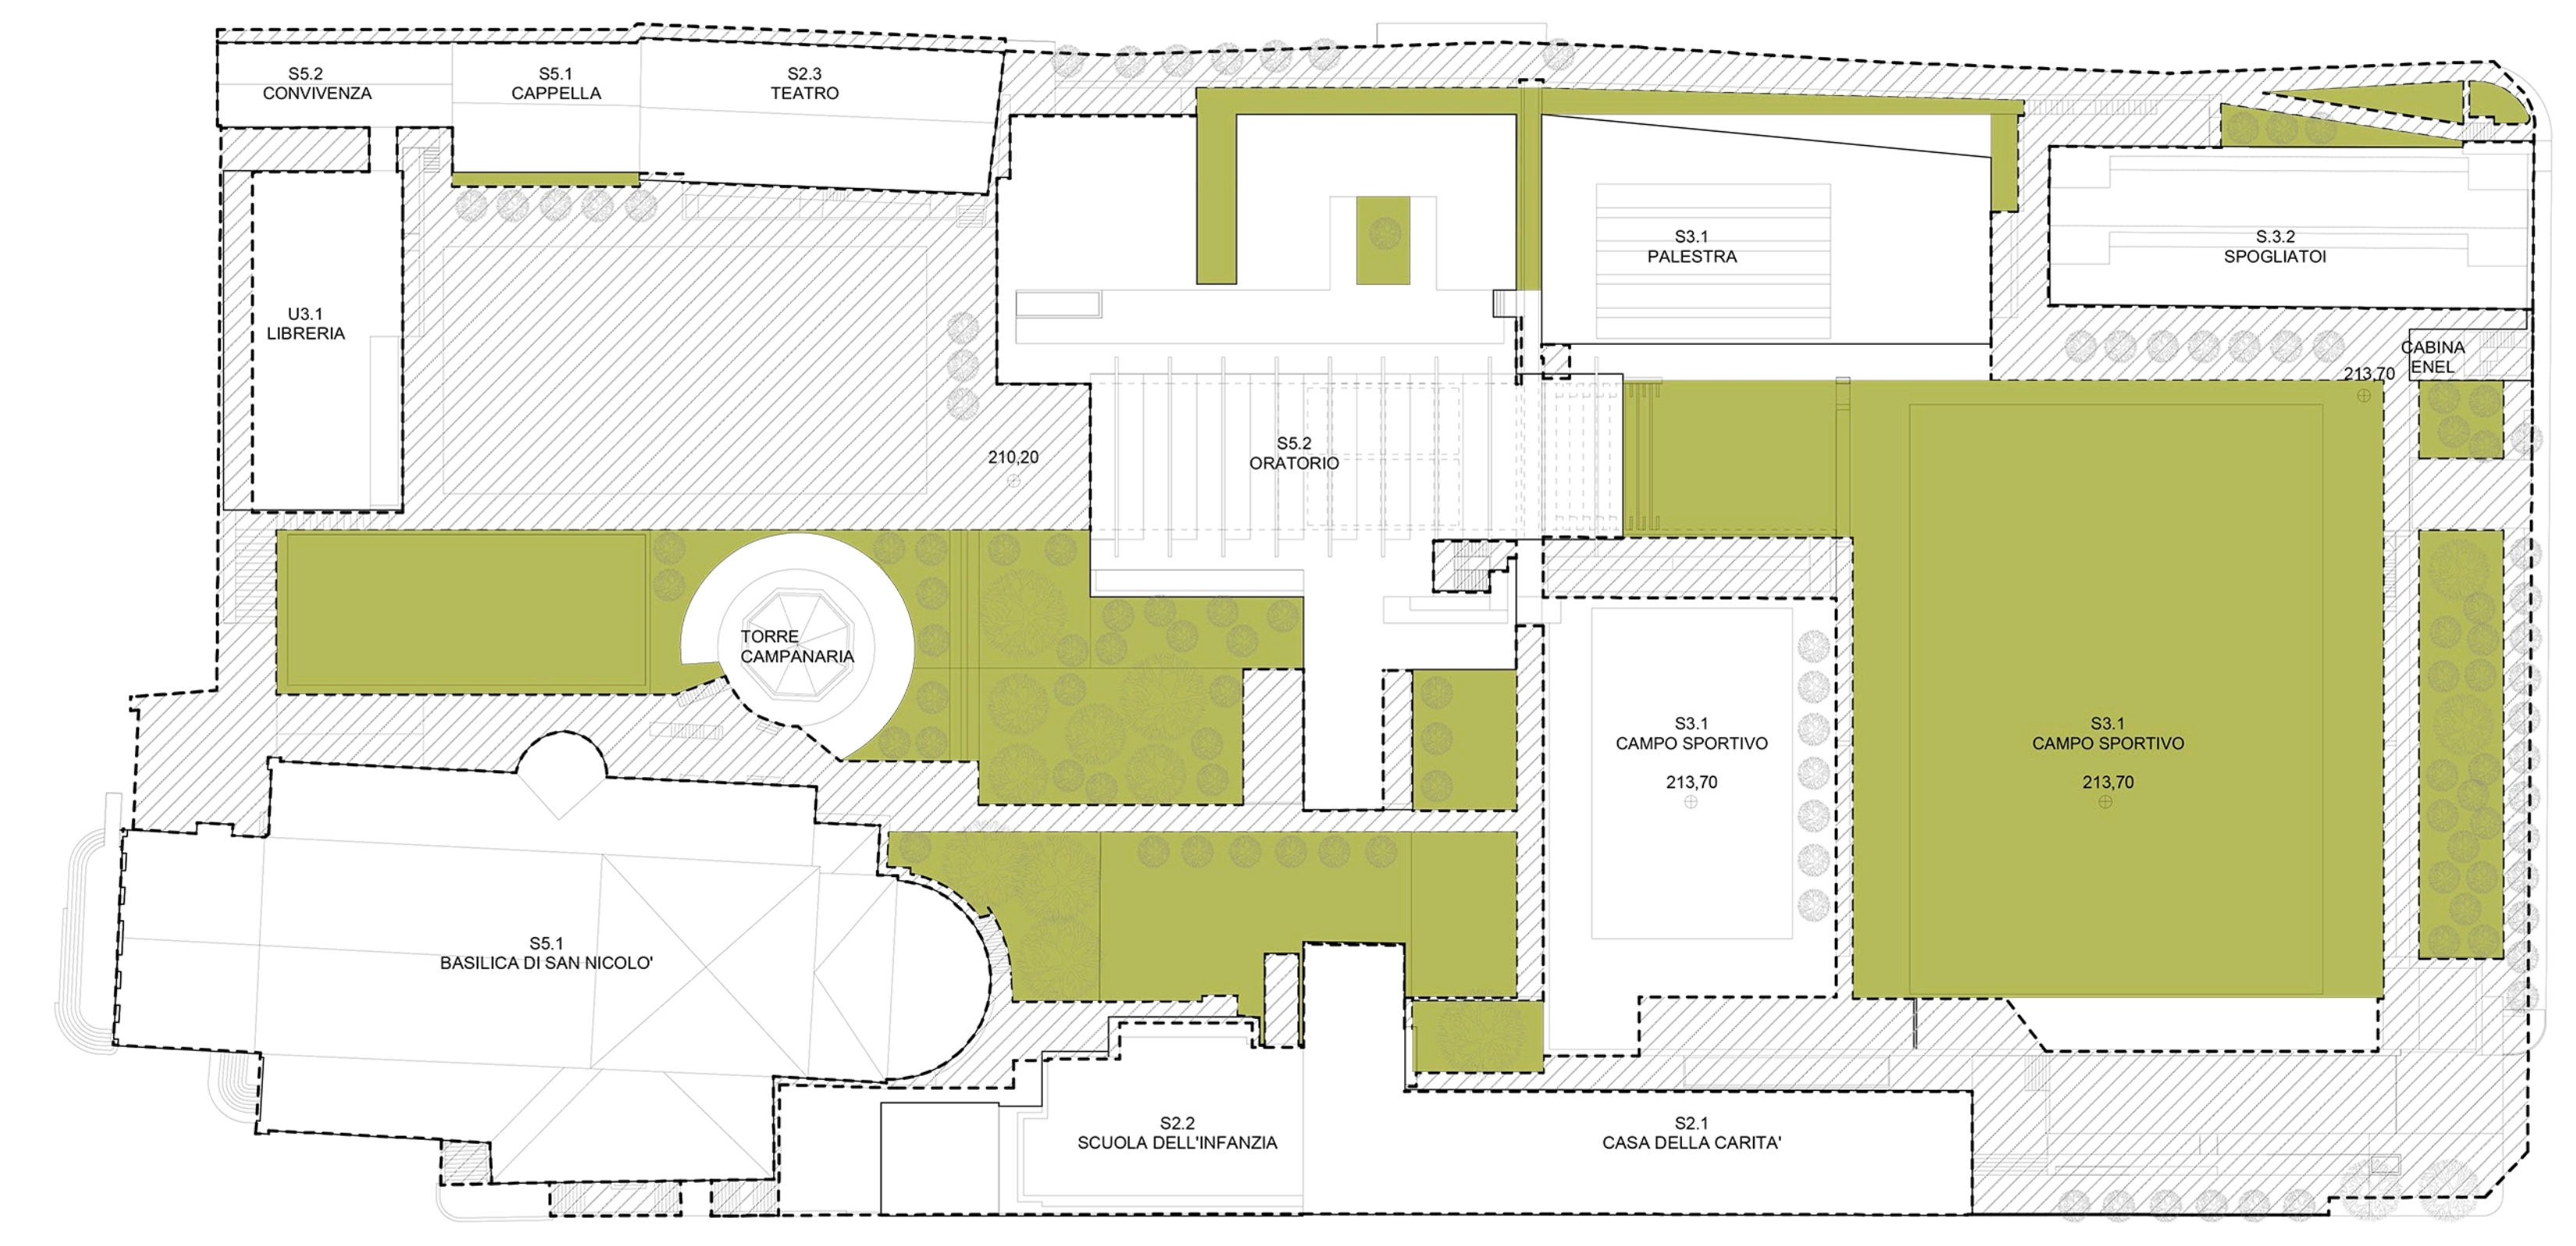 S5.2
CONVIVENZA
S5.1
CAPPELLA
S2.3
TEATRO
S3.1
PALESTRA
S.3.2
SPOGLIATOI
U3.1
LIBRERIA
CABINA
ENEL
213,70
210,20
S5.2
ORATORIO
TORRE
CAMPANARIA
S3.1
CAMPO SPORTIVO
213,70
S3.1
CAMPO SPORTIVO
213,70
S5.1
BASILICA DI SAN NICOLO'
S2.2
SCUOLA DELL'INFANZIA
S2.1
CASA DELLA CARITA'